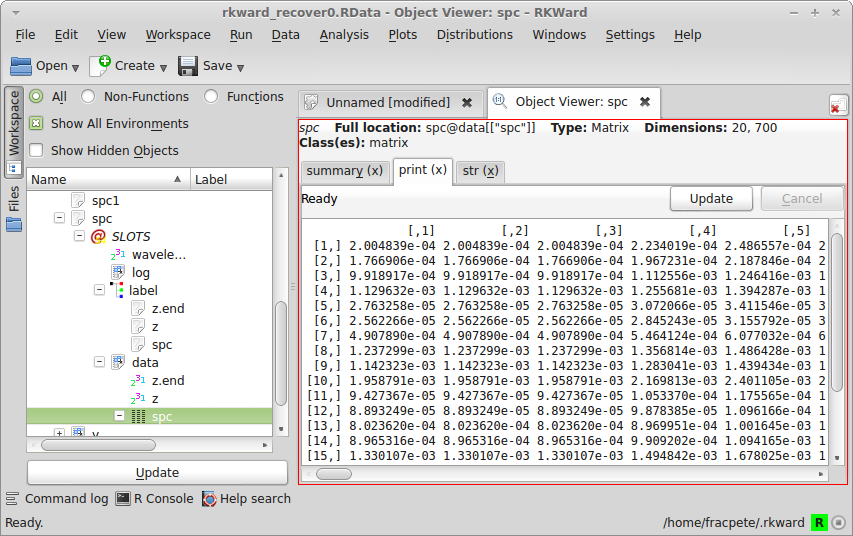 rkward_recover0.RData - Object Viewer: spc – RKWard
File Edit View Workspace Run Data Analysis Plots Distributions Windows Settings Help
Open Create Save
Workspace
Files
All Non-Functions Functions
Show All Environments
Show Hidden Objects
Name Label
spc1
spc
SLOTS
wavele...
log
label
z.end
z
spc
data
z.end
z
spc
Update
Unnamed [modified] Object Viewer: spc
spc Full location: spc@data[["spc"]] Type: Matrix Dimensions: 20, 700
Class(es): matrix
summary (x) print (x) str (x)
Ready Update Cancel
[,1] [,2] [,3] [,4] [,5]
[1,] 2.004839e-04 2.004839e-04 2.004839e-04 2.234019e-04 2.486557e-04 2
[2,] 1.766906e-04 1.766906e-04 1.766906e-04 1.967231e-04 2.187846e-04 2
[3,] 9.918917e-04 9.918917e-04 9.918917e-04 1.112556e-03 1.246416e-03 1
[4,] 1.129632e-03 1.129632e-03 1.129632e-03 1.255681e-03 1.394287e-03 1
[5,] 2.763258e-05 2.763258e-05 2.763258e-05 3.072066e-05 3.411546e-05 3
[6,] 2.562266e-05 2.562266e-05 2.562266e-05 2.845243e-05 3.155792e-05 3
[7,] 4.907890e-04 4.907890e-04 4.907890e-04 5.464124e-04 6.077032e-04 6
[8,] 1.237299e-03 1.237299e-03 1.237299e-03 1.356814e-03 1.486428e-03 1
[9,] 1.142323e-03 1.142323e-03 1.142323e-03 1.283041e-03 1.439434e-03 1
[10,] 1.958791e-03 1.958791e-03 1.958791e-03 2.169813e-03 2.401105e-03 2
[11,] 9.427367e-05 9.427367e-05 9.427367e-05 1.053370e-04 1.175565e-04 1
[12,] 8.893249e-05 8.893249e-05 8.893249e-05 9.878385e-05 1.096166e-04 1
[13,] 8.023620e-04 8.023620e-04 8.023620e-04 8.969951e-04 1.001645e-03 1
[14,] 8.965316e-04 8.965316e-04 8.965316e-04 9.909202e-04 1.094165e-03 1
[15,] 1.330107e-03 1.330107e-03 1.330107e-03 1.494842e-03 1.678025e-03 1
Command log R Console Help search
Ready. /home/fracpete/.rkward R